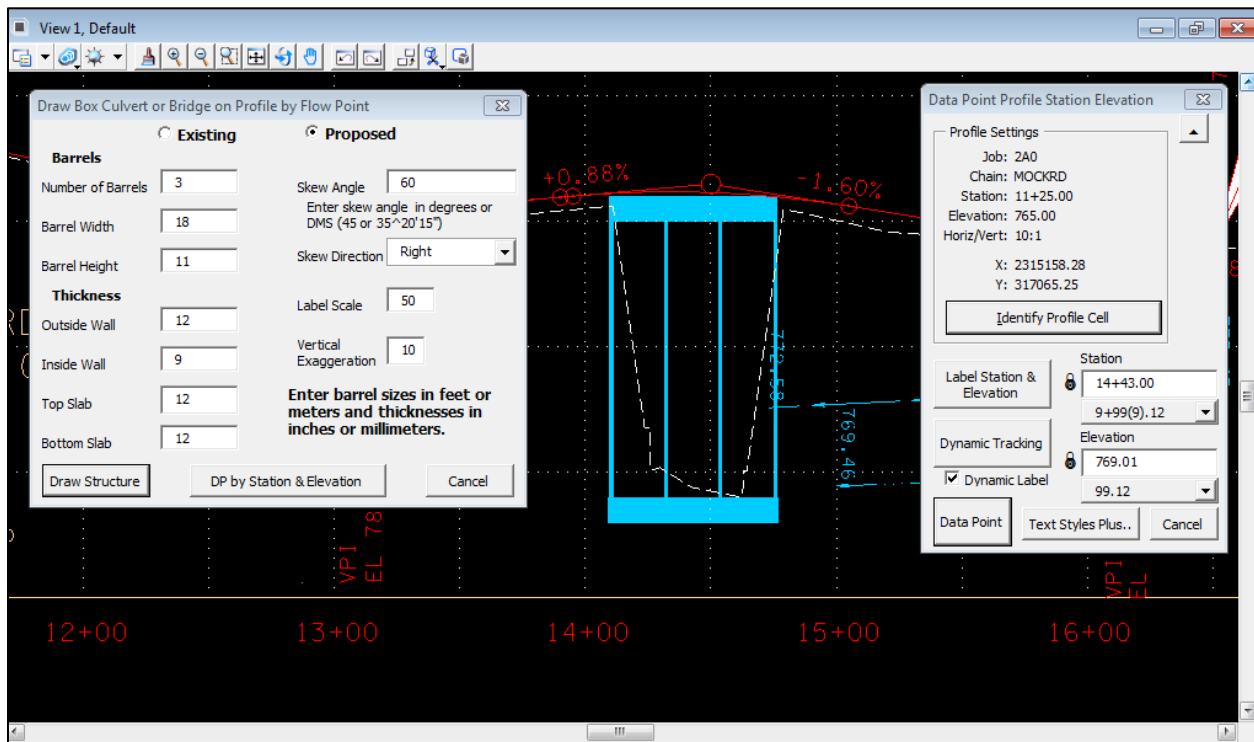 View 1, Default
Draw Box Culvert or Bridge on Profile by Flow Point
Existing
Proposed
Barrels
Number of Barrels
3
Barrel Width
18
Barrel Height
11
Thickness
Outside Wall
12
Inside Wall
9
Top Slab
12
Bottom Slab
12
Skew Angle
60
Enter skew angle in degrees or
DMS (45 or 35^20'15")
Skew Direction
Right
Label Scale
50
Vertical
Exaggeration
10
Enter barrel sizes in feet or
meters and thicknesses in
inches or millimeters.
Draw Structure
DP by Station & Elevation
Cancel
+0.88%
-1.60%
772.58
769.46
VPI
EL 78
VPI
EL
12+00
13+00
14+00
15+00
16+00
Data Point Profile Station Elevation
Profile Settings
Job: 2A0
Chain: MOCKRD
Station: 11+25.00
Elevation: 765.00
Horiz/Vert: 10:1
X: 2315158.28
Y: 317065.25
Identify Profile Cell
Label Station &
Elevation
Station
14+43.00
9+99(9).12
Dynamic Tracking
Elevation
769.01
Dynamic Label
99.12
Data Point
Text Styles Plus..
Cancel